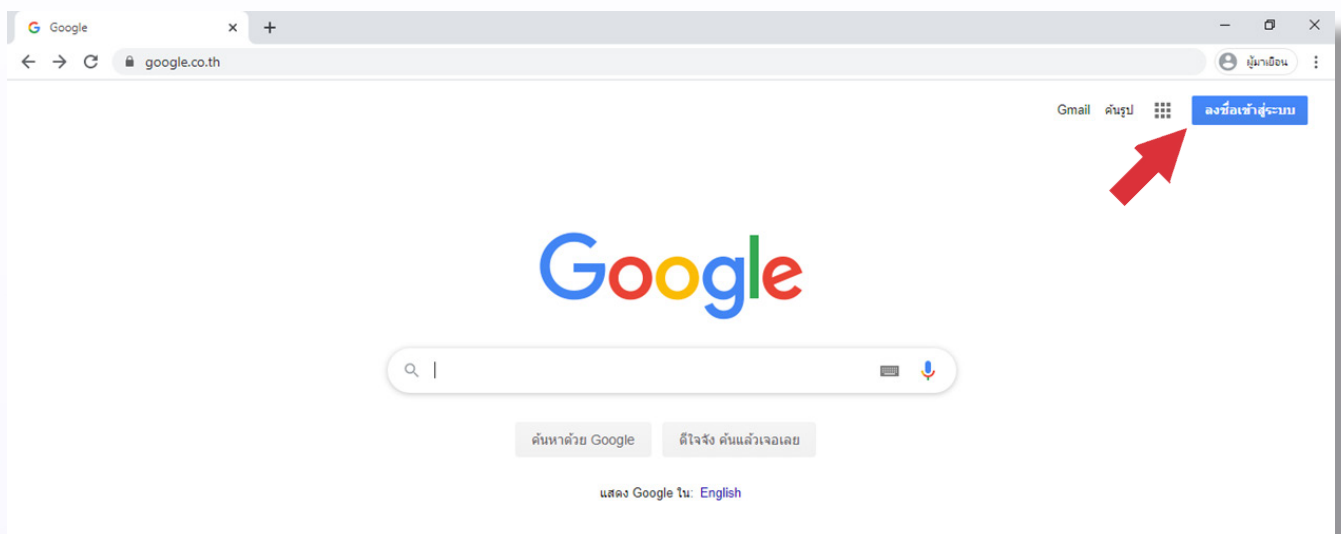 Google
google.co.th
ผู้มาเยือน
Gmail ค้นรูป ลงชื่อเข้าสู่ระบบ
Google
ค้นหาด้วย Google ดีใจจัง ค้นแล้วเจอเลย
แสดง Google ใน: English